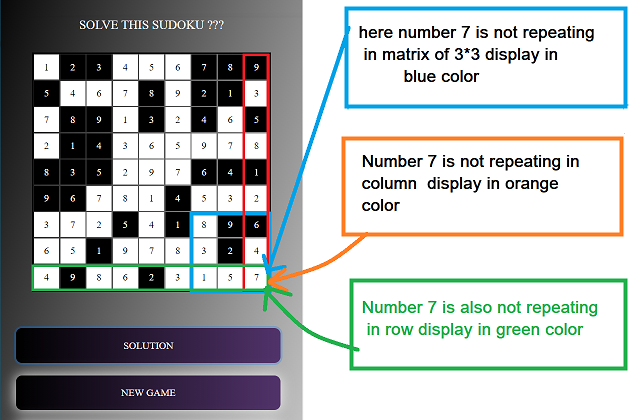 SOLVE THIS SUDOKU ???
1 2 3 4 5 6 7 8 9
5 4 6 7 8 9 2 1 3
7 8 9 1 3 2 4 6 5
2 1 4 3 6 5 9 7 8
8 3 5 2 9 7 6 4 1
9 6 7 8 1 4 5 3 2
3 7 2 5 4 1 8 9 6
6 5 1 9 7 8 3 2 4
4 9 8 6 2 3 1 5 7
SOLUTION
NEW GAME
here number 7 is not repeating
in matrix of 3*3 display in
blue color
Number 7 is not repeating in
column display in orange
color
Number 7 is also not repeating
in row display in green color